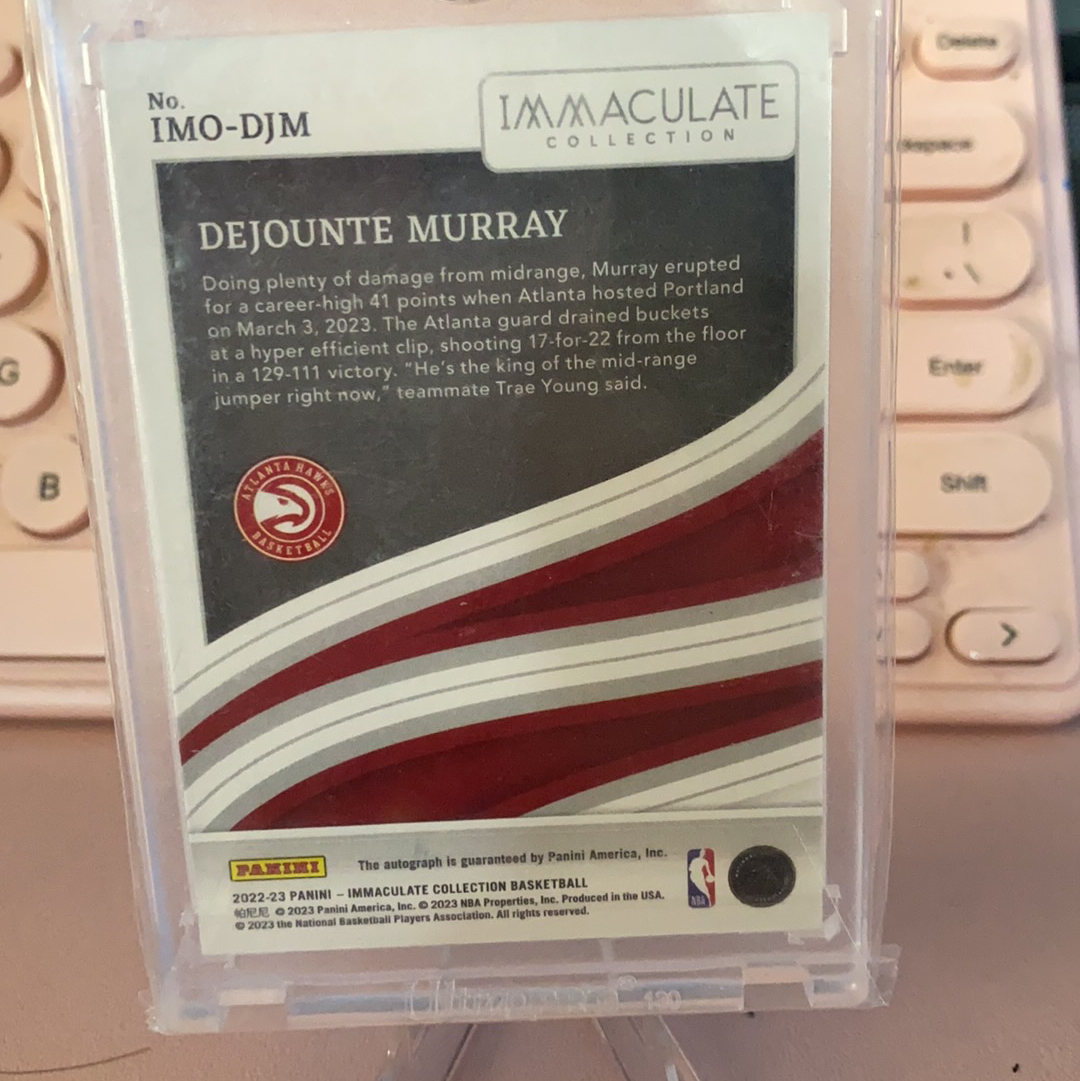 Delete
No.
IMO-DJM
IMMACULATE
COLLECTION
DEJOUNTE MURRAY
Doing plenty of damage from midrange, Murray erupted
for a career-high 41 points when Atlanta hosted Portland
on March 3, 2023. The Atlanta guard drained buckets
at a hyper efficient clip, shooting 17-for-22 from the floor
in a 129-111 victory. "He's the king of the mid-range
jumper right now," teammate Trae Young said.
G
Enter
B
Shift
ATLANTA HAWKS
BASKETBALL
PANINI
The autograph is guaranteed by Panini America, Inc.
2022-23 PANINI – IMMACULATE COLLECTION BASKETBALL
帕尼尼 © 2023 Panini America, Inc. © 2023 NBA Properties, Inc. Produced in the USA.
© 2023 the National Basketball Players Association. All rights reserved.
NBA
130